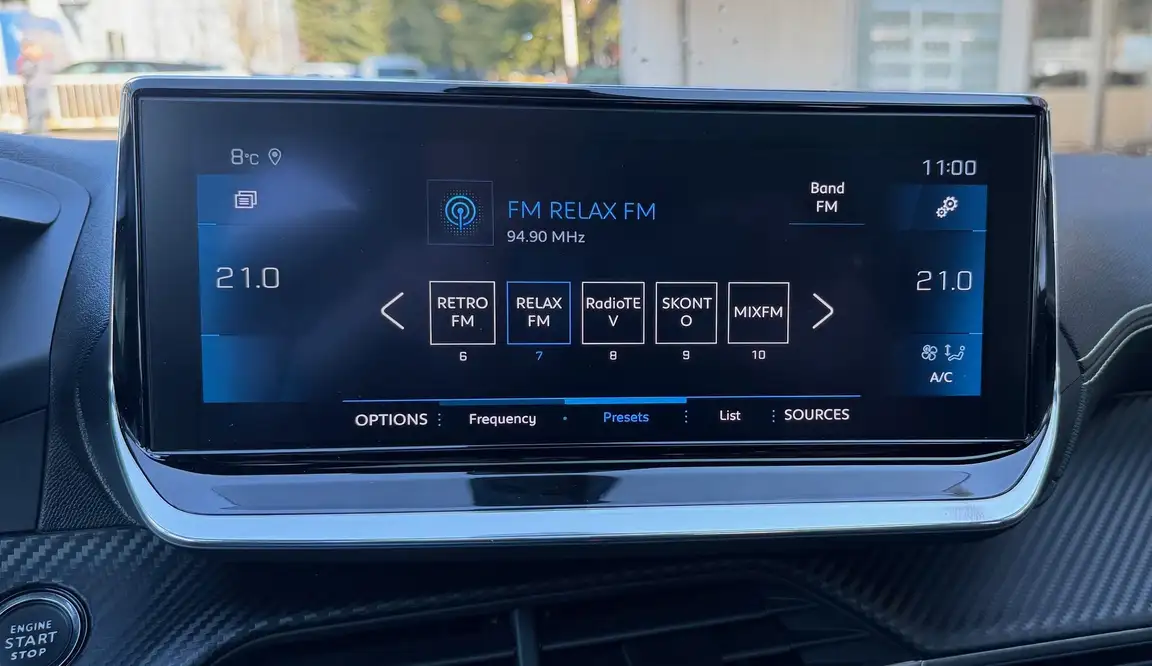 8°C
11:00
FM RELAX FM
94.90 MHz
Band
FM
21.0
21.0
RETRO
FM
RELAX
FM
RadioTE
V
SKONT
O
MIXFM
6
7
8
9
10
A/C
OPTIONS
Frequency
Presets
List
SOURCES
ENGINE
START
STOP